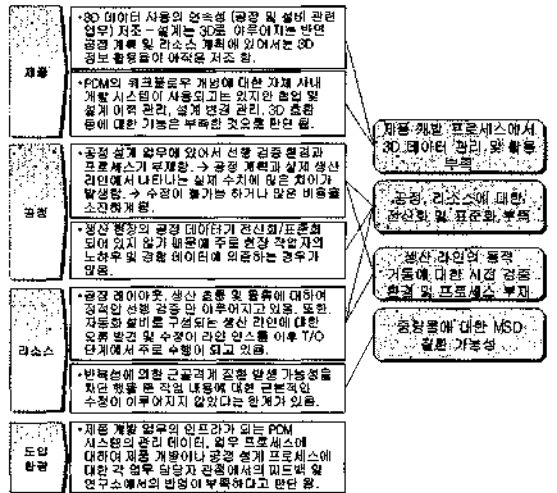 제품
•3D 데이터 사용의 연속성 (공정 및 설비 관련
업무) 저조 – 설계는 3D로 이루어지는 반면
공정 계획 및 리소스 계획에 있어서는 3D
정보 활용율이 아직은 저조 함.
•PDM의 워크플로우 개념에 대한 자체 사내
개발 시스템이 사용되고는 있지만 협업 및
설계 이력 관리, 설계 변경 관리, 3D 호환
등에 대한 기능은 부족한 것으로 판단 됨.
공정
•공정 설계 업무에 있어서 선행 검증 환경과
프로세스가 부재함. → 공정 계획과 실제 생산
라인에서 나타나는 실제 수치에 많은 차이가
발생함. → 수정이 불가능 하거나 많은 비용을
소진하게 됨.
•생산 현장의 공정 데이터가 전산화/표준화
되어 있지 않기 때문에 주로 현장 작업자의
노하우 및 경험 데이터에 의존하는 경우가
많음.
리소스
•공장 레이아웃, 생산 흐름 및 물류에 대하여
정적인 선행 검증 만 이루어지고 있음. 또한,
자동화 설비로 구성되는 생산 라인에 대한
오류 발견 및 수정이 라인 인스톨 이후 T/O
단계에서 주로 수행이 되고 있음.
•반복성에 의한 근골격계 질환 발생 가능성을
진단 했을 뿐 작업 내용에 대한 근본적인
수정이 이루어지지 않았다는 한계가 있음.
도입
환경
•제품 개발 업무의 인프라가 되는 PDM
시스템의 관리 데이터, 업무 프로세스에
대하여 제품 개발이나 공정 설계 프로세스에
대한 각 업무 담당자 관점에서의 피드백 및
연구소에서의 반영이 부족하다고 판단 됨.
제품 개발 프로세스에서
3D 데이터 관리 및 활용
부족
공정, 리소스에 대한
전산화 및 표준화 부족
생산 라인의 동적
거동에 대한 사전 검증
환경 및 프로세스 부재
중량물에 대한 MSD
질환 가능성